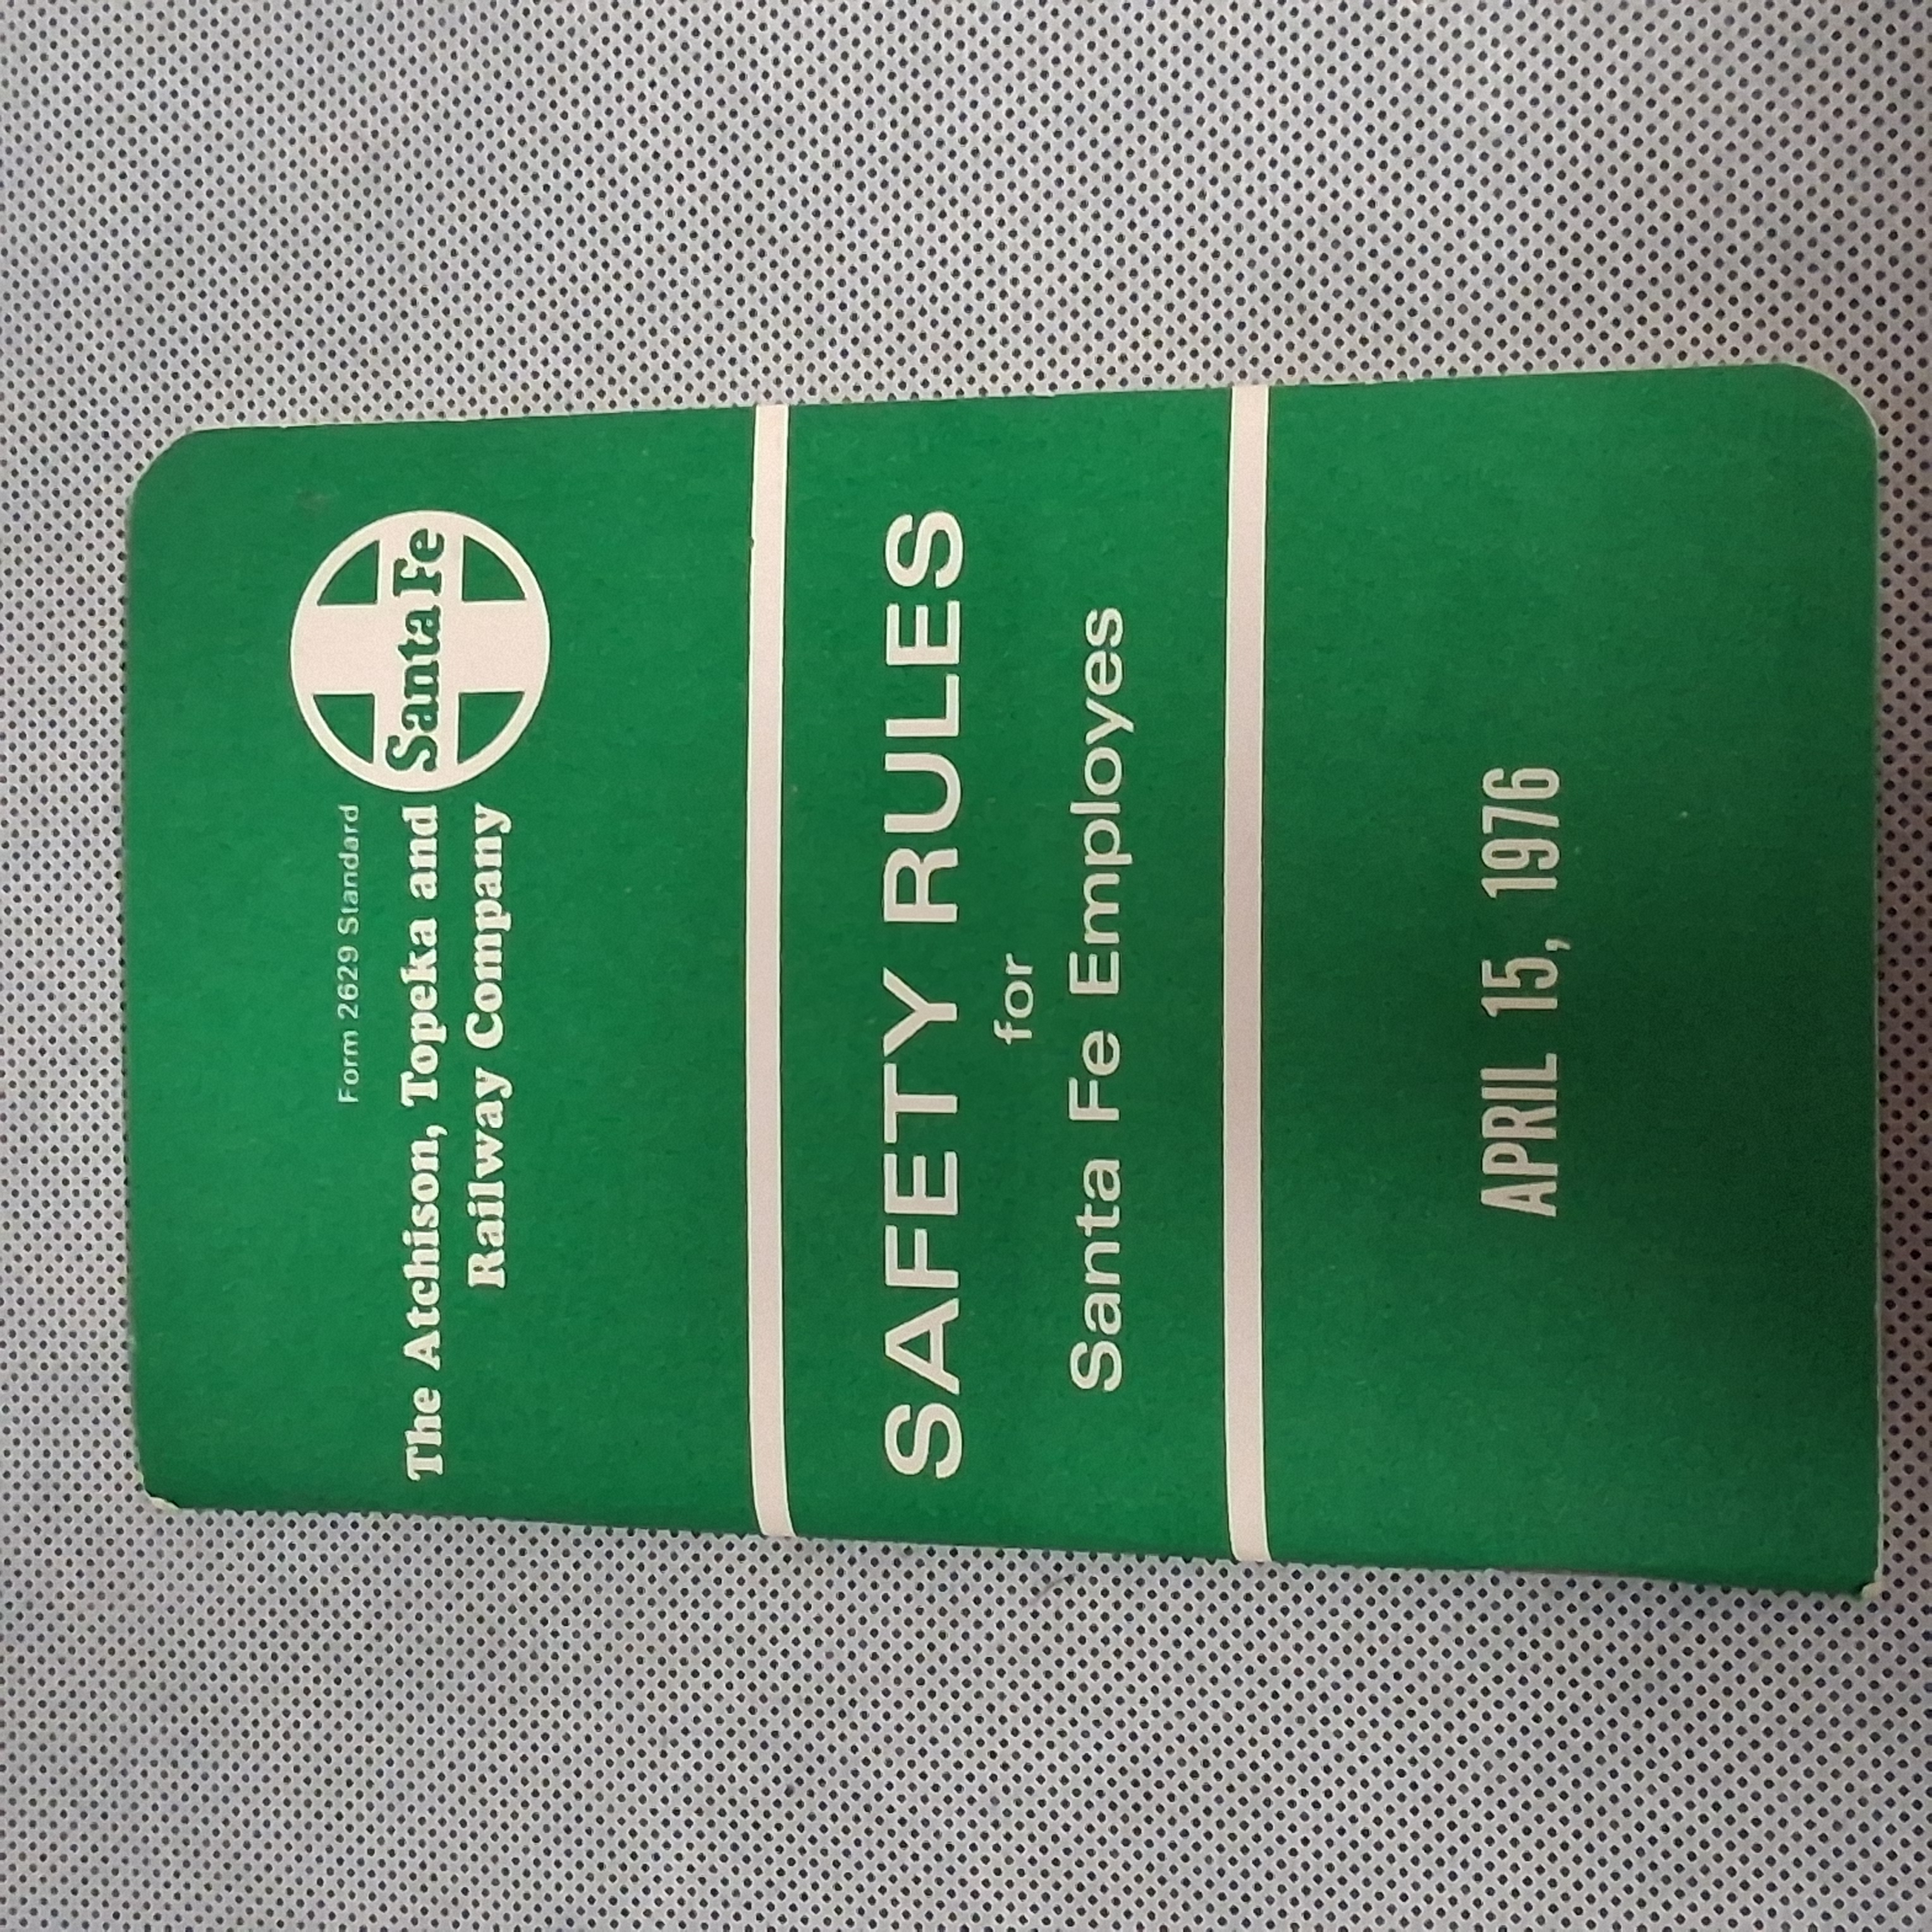 Form 2629 Standard
The Atchison, Topeka and
Railway Company
Santa Fe
SAFETY RULES
for
Santa Fe Employes
APRIL 15, 1976